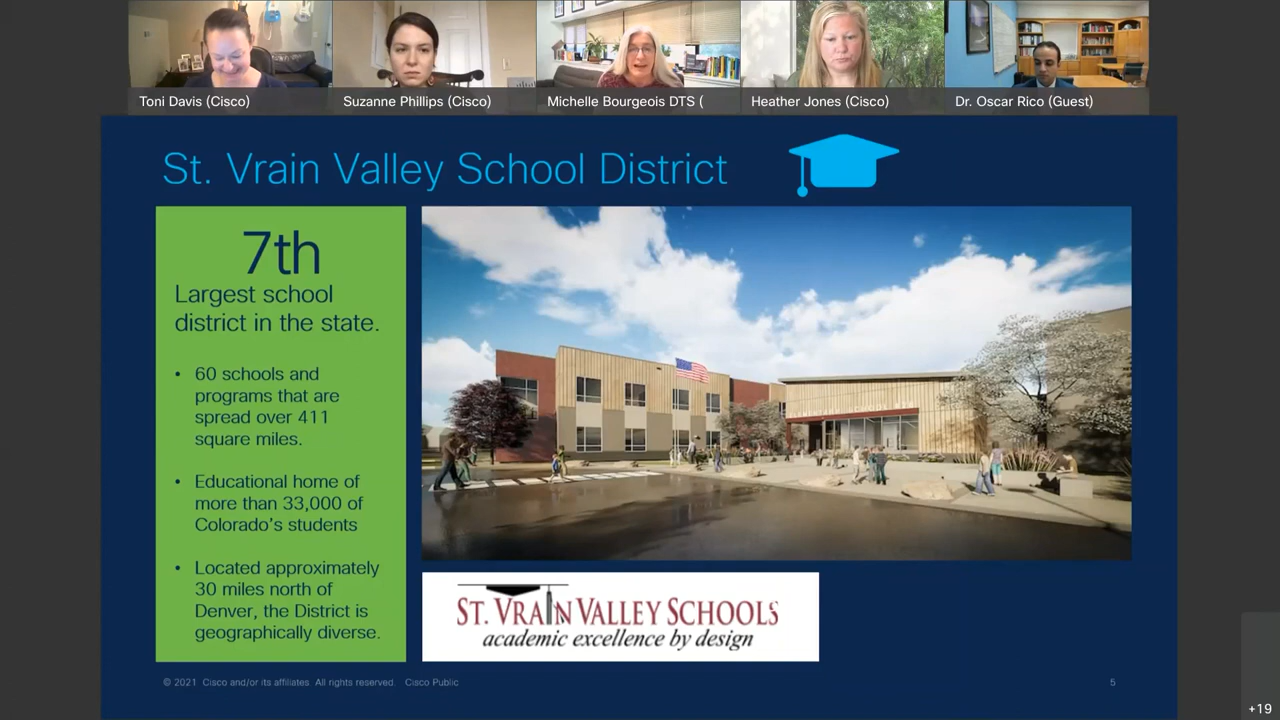 Toni Davis (Cisco)
Suzanne Phillips (Cisco)
Michelle Bourgeois DTS (
Heather Jones (Cisco)
Dr. Oscar Rico (Guest)
St. Vrain Valley School District
7th
Largest school
district in the state.
• 60 schools and
programs that are
spread over 411
square miles.
• Educational home of
more than 33,000 of
Colorado's students
• Located approximately
30 miles north of
Denver, the District is
geographically diverse.
ST. VRAIN VALLEY SCHOOLS
academic excellence by design
© 2021 Cisco and/or its affiliates. All rights reserved. Cisco Public
5
+19